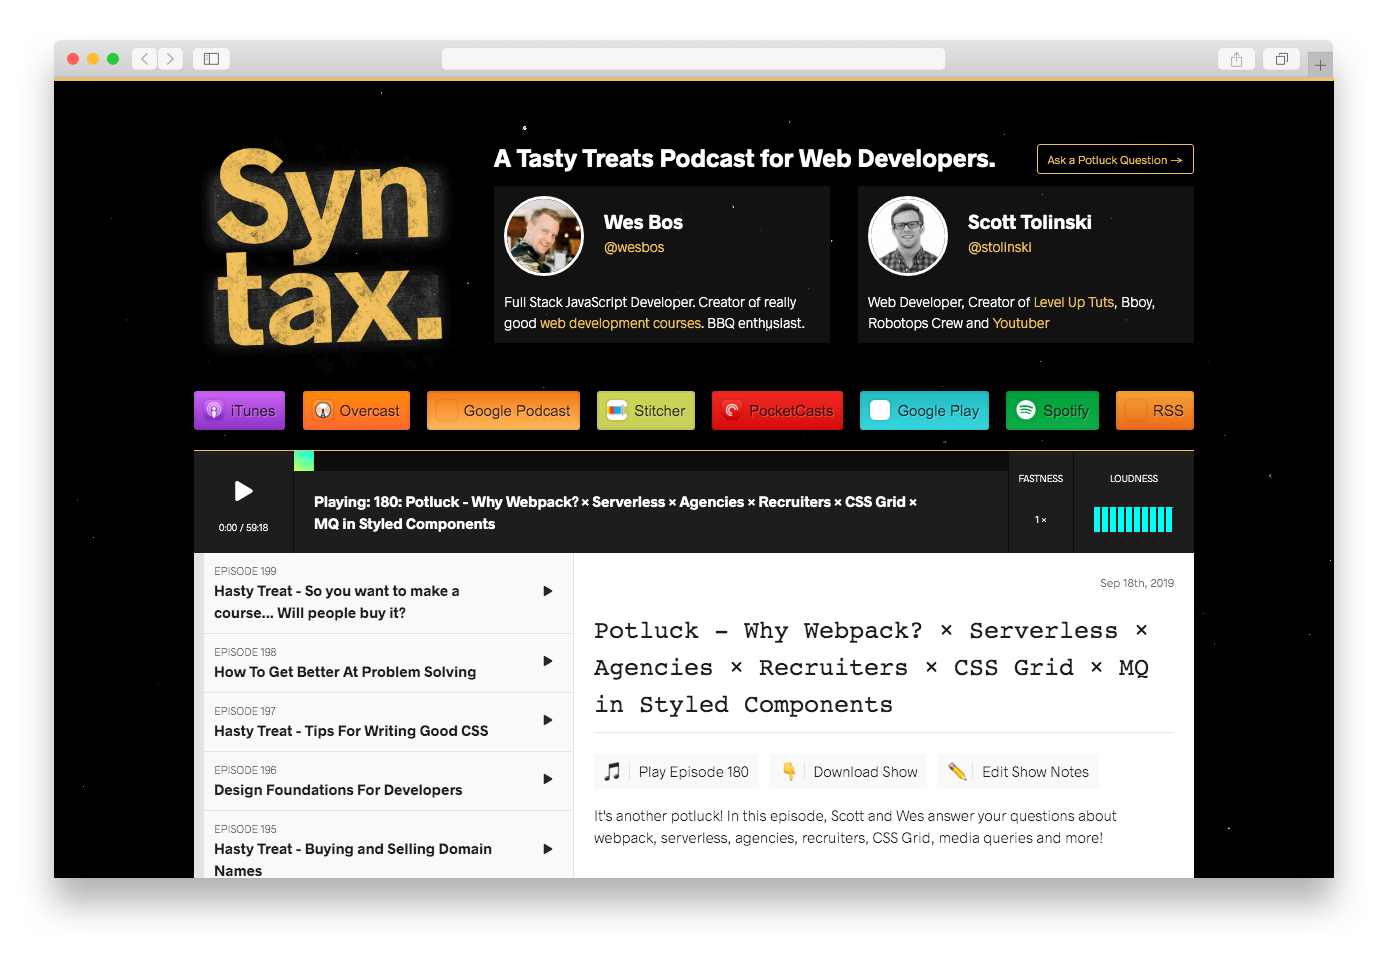 Syn
tax.
A Tasty Treats Podcast for Web Developers.
Ask a Potluck Question →
Wes Bos
@wesbos
Full Stack JavaScript Developer. Creator of really
good web development courses. BBQ enthusiast.
Scott Tolinski
@stolinski
Web Developer, Creator of Level Up Tuts, Bboy,
Robotops Crew and Youtuber
iTunes
Overcast
Google Podcast
Stitcher
PocketCasts
Google Play
Spotify
RSS
0:00 / 59:18
Playing: 180: Potluck - Why Webpack? × Serverless × Agencies × Recruiters × CSS Grid ×
MQ in Styled Components
FASTNESS
1 ×
LOUDNESS
EPISODE 199
Hasty Treat - So you want to make a
course... Will people buy it?
EPISODE 198
How To Get Better At Problem Solving
EPISODE 197
Hasty Treat - Tips For Writing Good CSS
EPISODE 196
Design Foundations For Developers
EPISODE 195
Hasty Treat - Buying and Selling Domain
Names
Sep 18th, 2019
Potluck - Why Webpack? × Serverless ×
Agencies × Recruiters × CSS Grid × MQ
in Styled Components
🎵 Play Episode 180
👇 Download Show
✏️ Edit Show Notes
It's another potluck! In this episode, Scott and Wes answer your questions about
webpack, serverless, agencies, recruiters, CSS Grid, media queries and more!